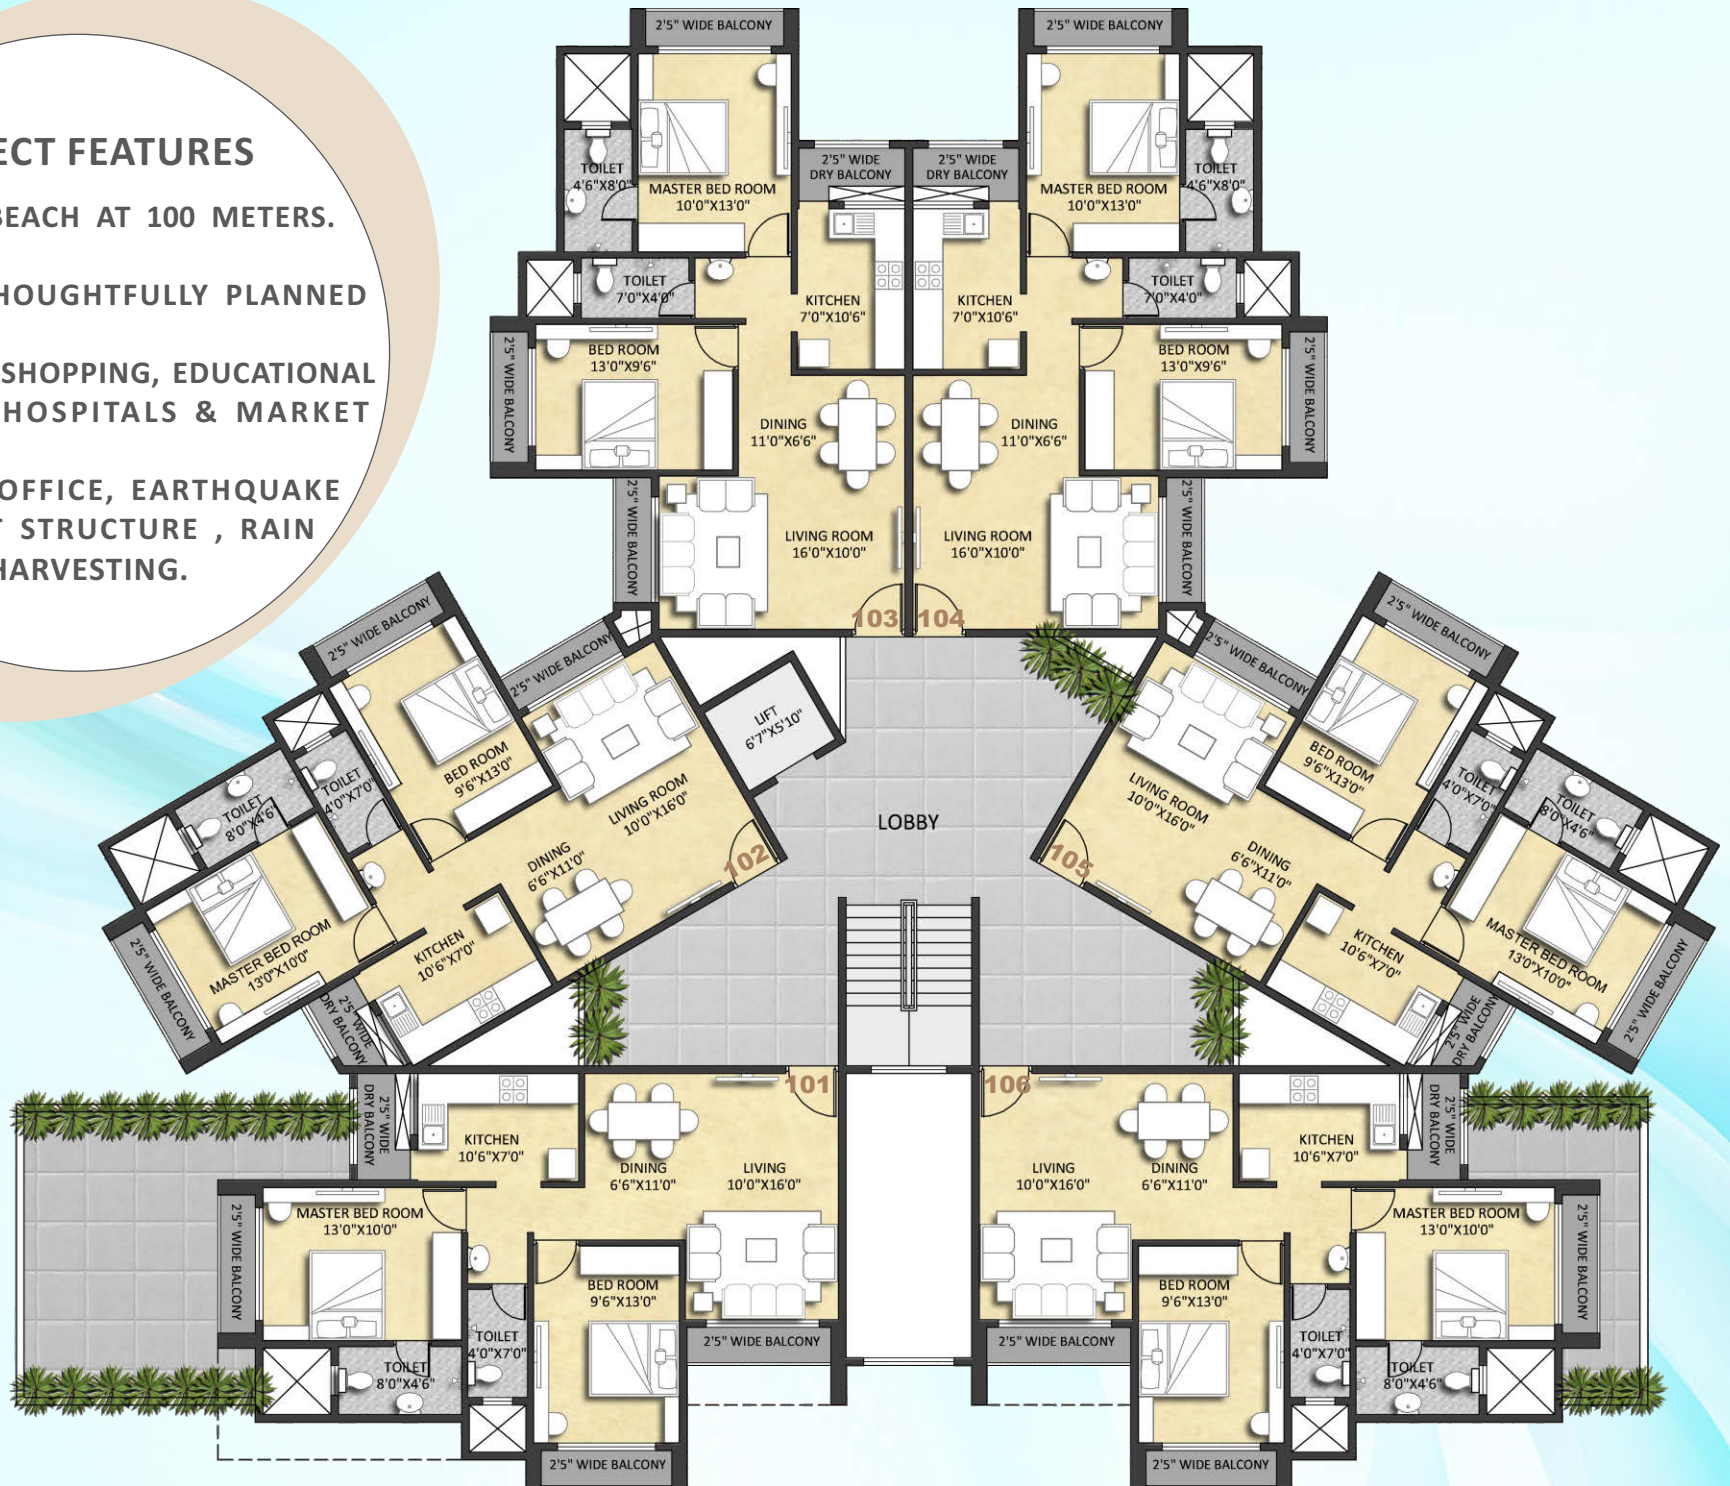 ECT FEATURES
BEACH AT 100 METERS.
HOUGHTFULLY PLANNED
SHOPPING, EDUCATIONAL
HOSPITALS & MARKET
OFFICE, EARTHQUAKE
T STRUCTURE , RAIN
HARVESTING.
2'5" WIDE BALCONY
TOILET
4'6"X8'0"
MASTER BED ROOM
10'0"X13'0"
2'5" WIDE
DRY BALCONY
TOILET
7'0"X4'0"
KITCHEN
7'0"X10'6"
2'5" WIDE BALCONY
BED ROOM
13'0"X9'6"
DINING
11'0"X6'6"
2'5" WIDE BALCONY
LIVING ROOM
16'0"X10'0"
103
2'5" WIDE BALCONY
2'5" WIDE
DRY BALCONY
MASTER BED ROOM
10'0"X13'0"
TOILET
4'6"X8'0"
KITCHEN
7'0"X10'6"
TOILET
7'0"X4'0"
BED ROOM
13'0"X9'6"
2'5" WIDE BALCONY
DINING
11'0"X6'6"
LIVING ROOM
16'0"X10'0"
2'5" WIDE BALCONY
104
2'5" WIDE BALCONY
2'5" WIDE BALCONY
BED ROOM
9'6"X13'0"
TOILET
4'0"X7'0"
TOILET
8'0"X4'6"
LIVING ROOM
10'0"X16'0"
DINING
6'6"X11'0"
102
MASTER BED ROOM
13'0"X10'0"
2'5" WIDE BALCONY
KITCHEN
10'6"X7'0"
2'5" WIDE
DRY BALCONY
LIFT
6'7"X5'10"
LOBBY
2'5" WIDE BALCONY
2'5" WIDE BALCONY
BED ROOM
9'6"X13'0"
LIVING ROOM
10'0"X16'0"
TOILET
4'0"X7'0"
TOILET
8'0"X4'6"
105
DINING
6'6"X11'0"
KITCHEN
10'6"X7'0"
MASTER BED ROOM
13'0"X10'0"
2'5" WIDE BALCONY
2'5" WIDE
DRY BALCONY
101
2'5" WIDE
DRY BALCONY
KITCHEN
10'6"X7'0"
DINING
6'6"X11'0"
LIVING
10'0"X16'0"
2'5" WIDE BALCONY
MASTER BED ROOM
13'0"X10'0"
BED ROOM
9'6"X13'0"
TOILET
4'0"X7'0"
TOILET
8'0"X4'6"
2'5" WIDE BALCONY
2'5" WIDE BALCONY
106
LIVING
10'0"X16'0"
DINING
6'6"X11'0"
KITCHEN
10'6"X7'0"
2'5" WIDE
DRY BALCONY
MASTER BED ROOM
13'0"X10'0"
2'5" WIDE BALCONY
BED ROOM
9'6"X13'0"
TOILET
4'0"X7'0"
TOILET
8'0"X4'6"
2'5" WIDE BALCONY
2'5" WIDE BALCONY